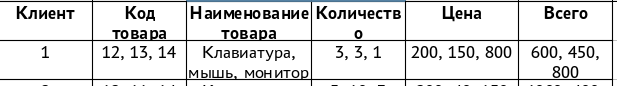 Клиент Код товара Наименование товара Количество Цена Всего
1 12, 13, 14 Клавиатура, мышь, монитор 3, 3, 1 200, 150, 800 600, 450, 800